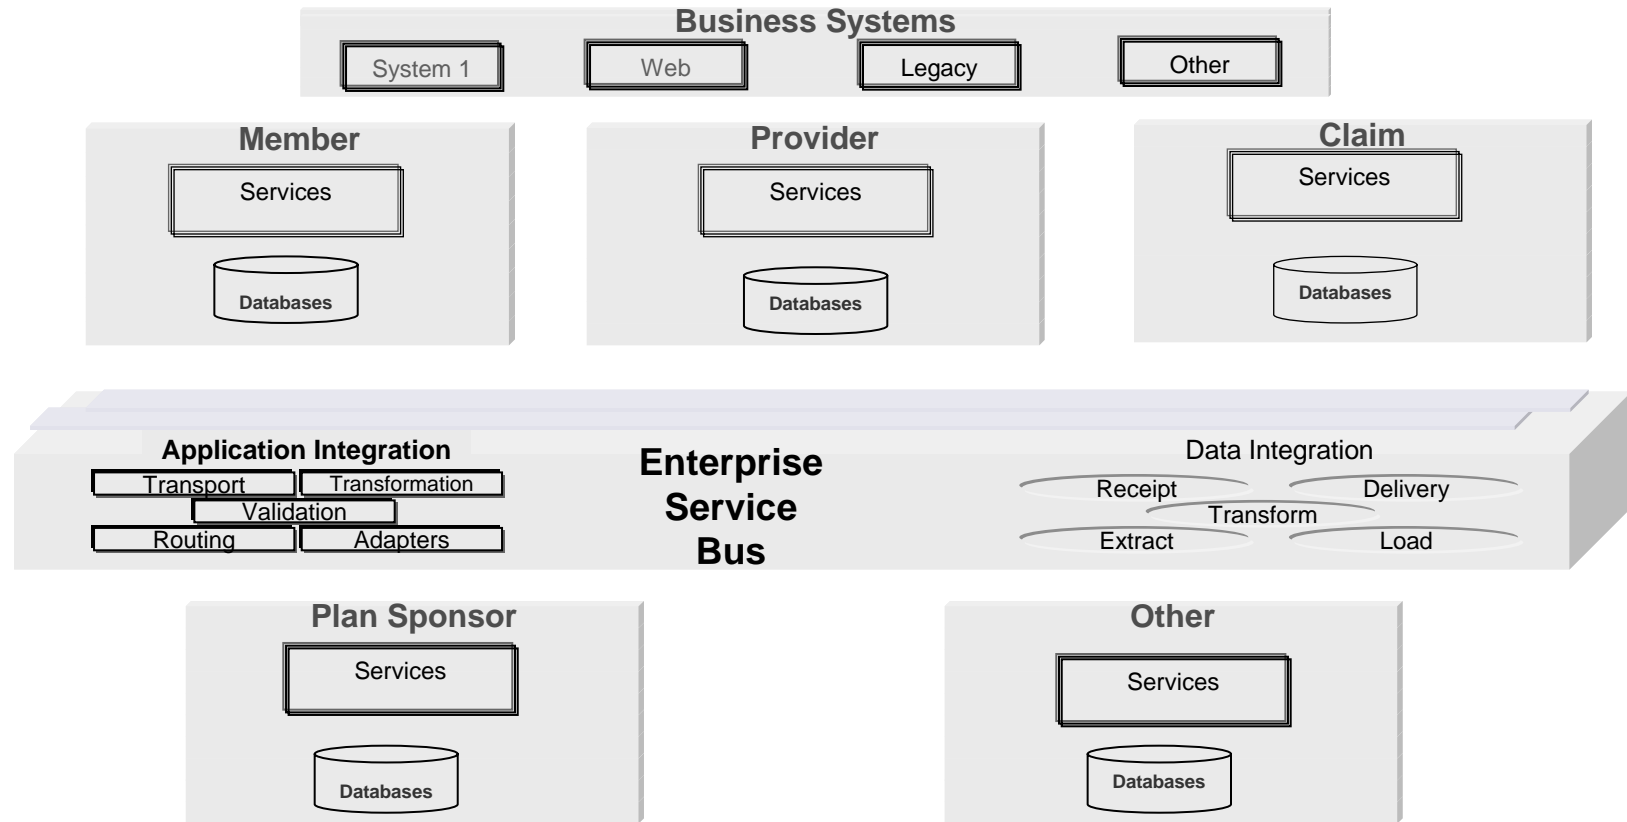 Business Systems
System 1
Web
Legacy
Other
Member
Services
Databases
Provider
Services
Databases
Claim
Services
Databases
Application Integration
Transport
Transformation
Validation
Routing
Adapters
Enterprise
Service
Bus
Data Integration
Receipt
Delivery
Transform
Extract
Load
Plan Sponsor
Services
Databases
Other
Services
Databases